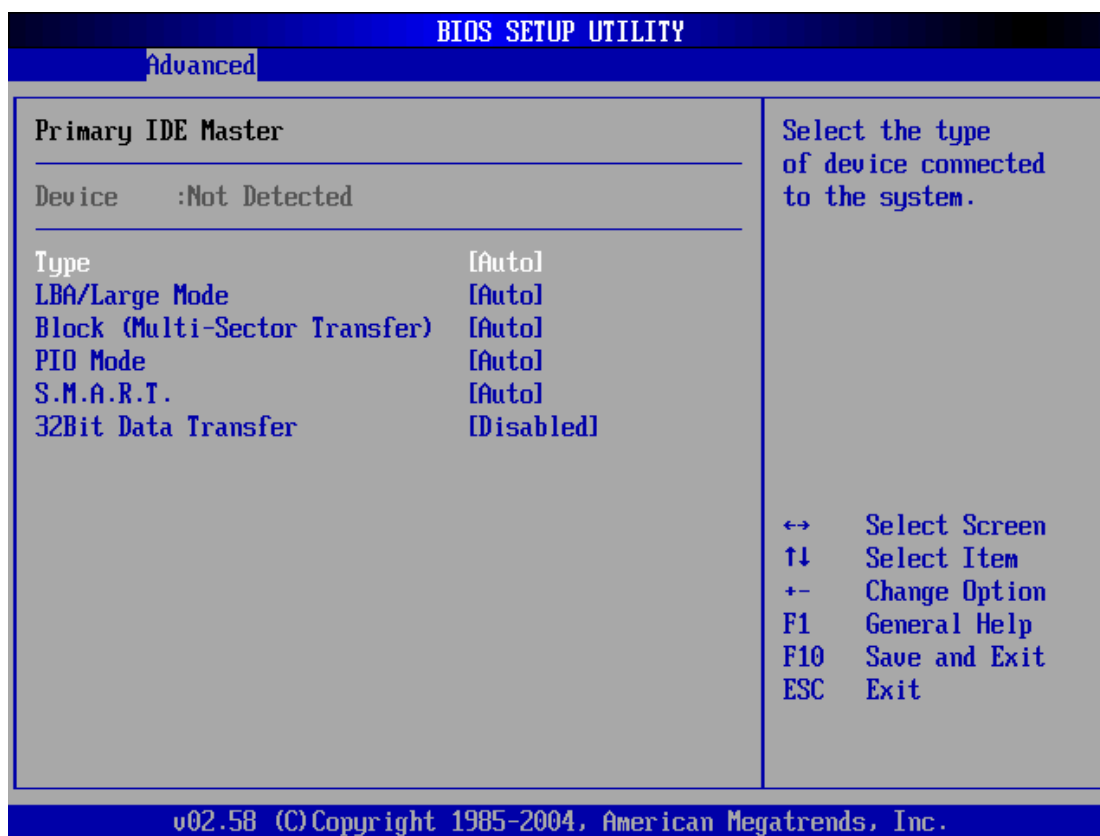 BIOS SETUP UTILITY
Advanced
Primary IDE Master
Device :Not Detected
Type [Auto]
LBA/Large Mode [Auto]
Block (Multi-Sector Transfer) [Auto]
PIO Mode [Auto]
S.M.A.R.T. [Auto]
32Bit Data Transfer [Disabled]
Select the type
of device connected
to the system.
←→ Select Screen
↑↓ Select Item
+- Change Option
F1 General Help
F10 Save and Exit
ESC Exit
v02.58 (C)Copyright 1985-2004, American Megatrends, Inc.